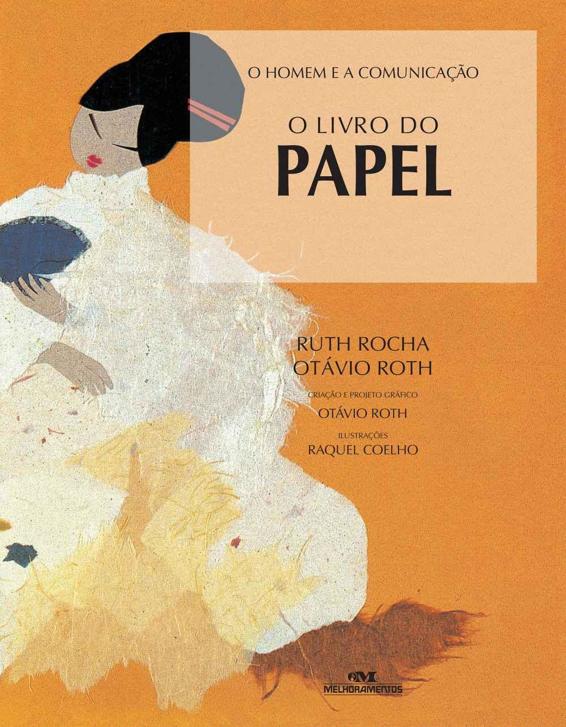 O HOMEM E A COMUNICAÇÃO
O LIVRO DO
PAPEL
RUTH ROCHA
OTÁVIO ROTH
CRIAÇÃO E PROJETO GRÁFICO
OTÁVIO ROTH
ILUSTRAÇÕES
RAQUEL COELHO
MELHORAMENTOS